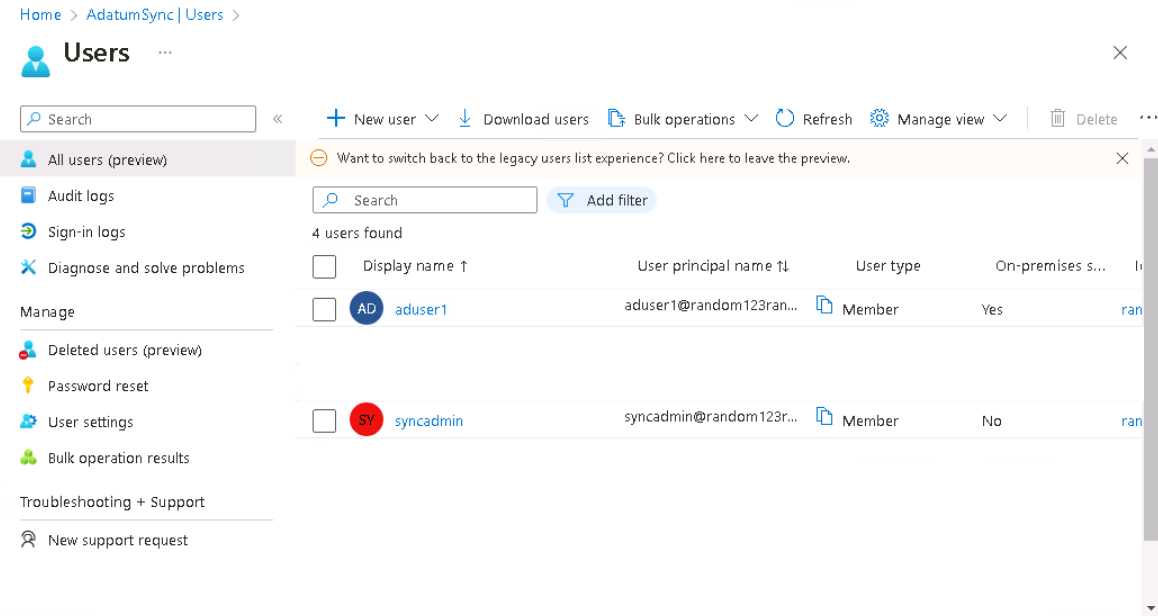 Home > AdatumSync | Users >
Users ...
Search «
New user Download users Bulk operations Refresh Manage view Delete ...
All users (preview)
Want to switch back to the legacy users list experience? Click here to leave the preview.
Audit logs
Search Add filter
Sign-in logs
4 users found
Diagnose and solve problems
Display name ↑ User principal name ↑↓ User type On-premises s...
Manage
AD aduser1 aduser1@random123ran... Member Yes ran
Deleted users (preview)
Password reset
User settings
SY syncadmin syncadmin@random123r... Member No ran
Bulk operation results
Troubleshooting + Support
New support request